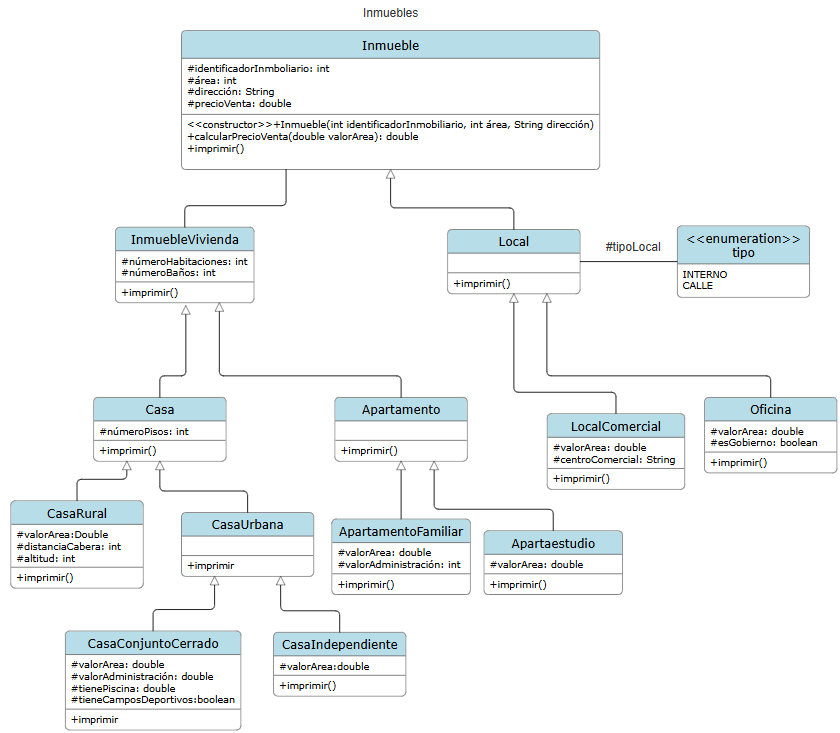 Inmuebles
Inmueble
#identificadorInmboliario: int
#área: int
#dirección: String
#precioVenta: double
<<constructor>>+Inmueble(int identificadorInmobiliario, int área, String dirección)
+calcularPrecioVenta(double valorArea): double
+imprimir()
InmuebleVivienda
#númeroHabitaciones: int
#númeroBaños: int
+imprimir()
Local
+imprimir()
#tipoLocal
<<enumeration>>
tipo
INTERNO
CALLE
Casa
#númeroPisos: int
+imprimir()
Apartamento
+imprimir()
LocalComercial
#valorArea: double
#centroComercial: String
+imprimir()
Oficina
#valorArea: double
#esGobierno: boolean
+imprimir()
CasaRural
#valorArea:Double
#distanciaCabera: int
#altitud: int
+imprimir()
CasaUrbana
+imprimir
ApartamentoFamiliar
#valorArea: double
#valorAdministración: int
+imprimir()
Apartaestudio
#valorArea: double
+imprimir()
CasaConjuntoCerrado
#valorArea: double
#valorAdministración: double
#tienePiscina: double
#tieneCamposDeportivos:boolean
+imprimir
CasaIndependiente
#valorArea:double
+imprimir()